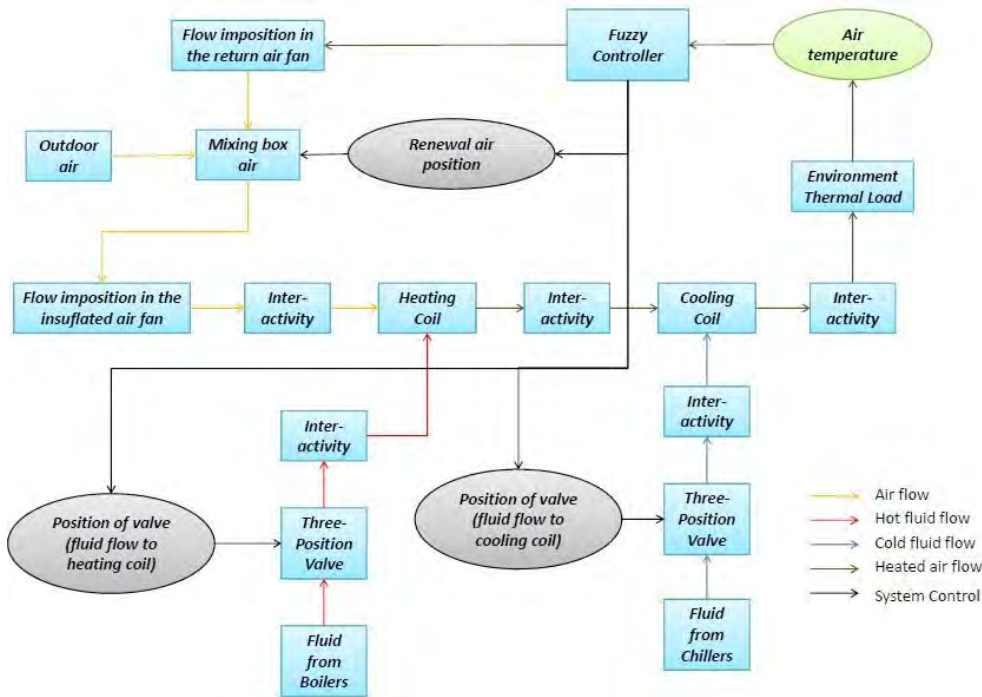 Flow imposition in
the return air fan
Fuzzy
Controller
Air
temperature
Outdoor
air
Mixing box
air
Renewal air
position
Environment
Thermal Load
Flow imposition in the
insuflated air fan
Inter-
activity
Heating
Coil
Inter-
activity
Cooling
Coil
Inter-
activity
Inter-
activity
Inter-
activity
Position of valve
(fluid flow to
heating coil)
Three-
Position
Valve
Position of valve
(fluid flow to
cooling coil)
Three-
Position
Valve
Fluid
from
Boilers
Fluid
from
Chillers
Air flow
Hot fluid flow
Cold fluid flow
Heated air flow
System Control